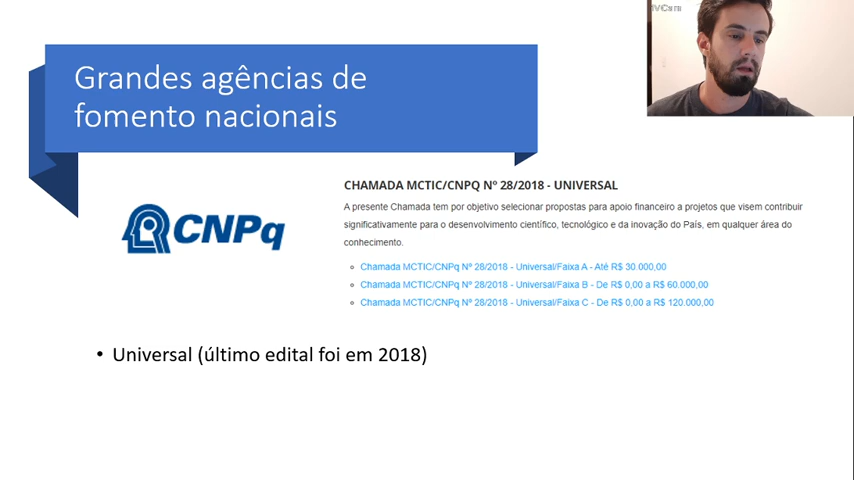 Grandes agências de
fomento nacionais
CNPq
CHAMADA MCTIC/CNPQ Nº 28/2018 - UNIVERSAL
A presente Chamada tem por objetivo selecionar propostas para apoio financeiro a projetos que visem contribuir
significativamente para o desenvolvimento científico, tecnológico e da inovação do País, em qualquer área do
conhecimento.
Chamada MCTIC/CNPq Nº 28/2018 - Universal/Faixa A - Até R$ 30.000,00
Chamada MCTIC/CNPq Nº 28/2018 - Universal/Faixa B - De R$ 0,00 a R$ 60.000,00
Chamada MCTIC/CNPq Nº 28/2018 - Universal/Faixa C - De R$ 0,00 a R$ 120.000,00
• Universal (último edital foi em 2018)